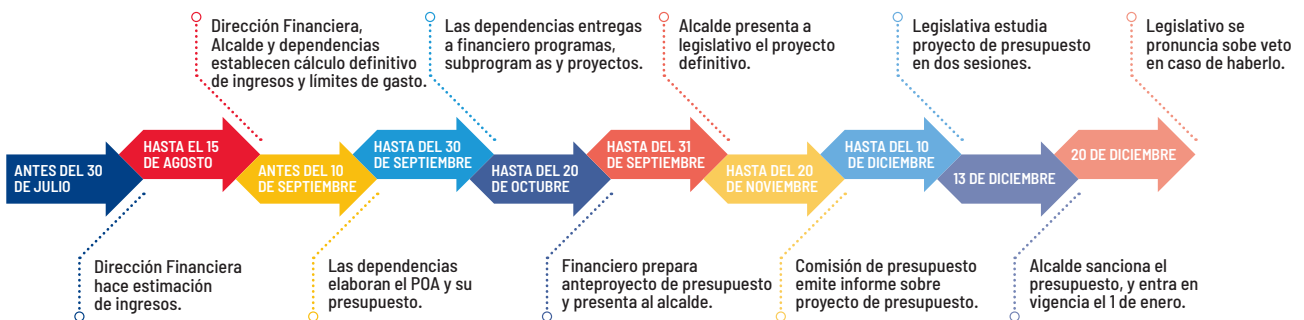 Dirección Financiera,
Alcalde y dependencias
establecen cálculo definitivo
de ingresos y límites de gasto.
Las dependencias entregas
a financiero programas,
subprogram as y proyectos.
Alcalde presenta a
legislativo el proyecto
definitivo.
Legislativa estudia
proyecto de presupuesto
en dos sesiones.
Legislativo se
pronuncia sobe veto
en caso de haberlo.
ANTES DEL 30
DE JULIO
HASTA EL 15
DE AGOSTO
ANTES DEL 10
DE SEPTIEMBRE
HASTA DEL 30
DE SEPTIEMBRE
HASTA DEL 20
DE OCTUBRE
HASTA DEL 31
DE SEPTIEMBRE
HASTA DEL 20
DE NOVIEMBRE
HASTA DEL 10
DE DICIEMBRE
13 DE DICIEMBRE
20 DE DICIEMBRE
Dirección Financiera
hace estimación
de ingresos.
Las dependencias
elaboran el POA y su
presupuesto.
Financiero prepara
anteproyecto de presupuesto
y presenta al alcalde.
Comisión de presupuesto
emite informe sobre
proyecto de presupuesto.
Alcalde sanciona el
presupuesto, y entra en
vigencia el 1 de enero.